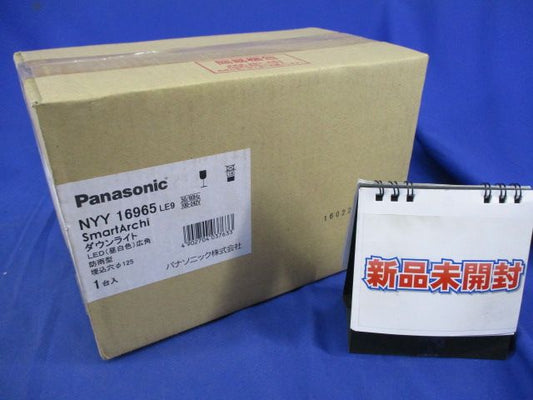 Panasonic
NYY 16965 LE9
SmartArchi
ダウンライト
LED(昼白色)広角
防雨型
埋込穴φ125
1台入
4902704037633
パナソニック株式会社
新品未開封